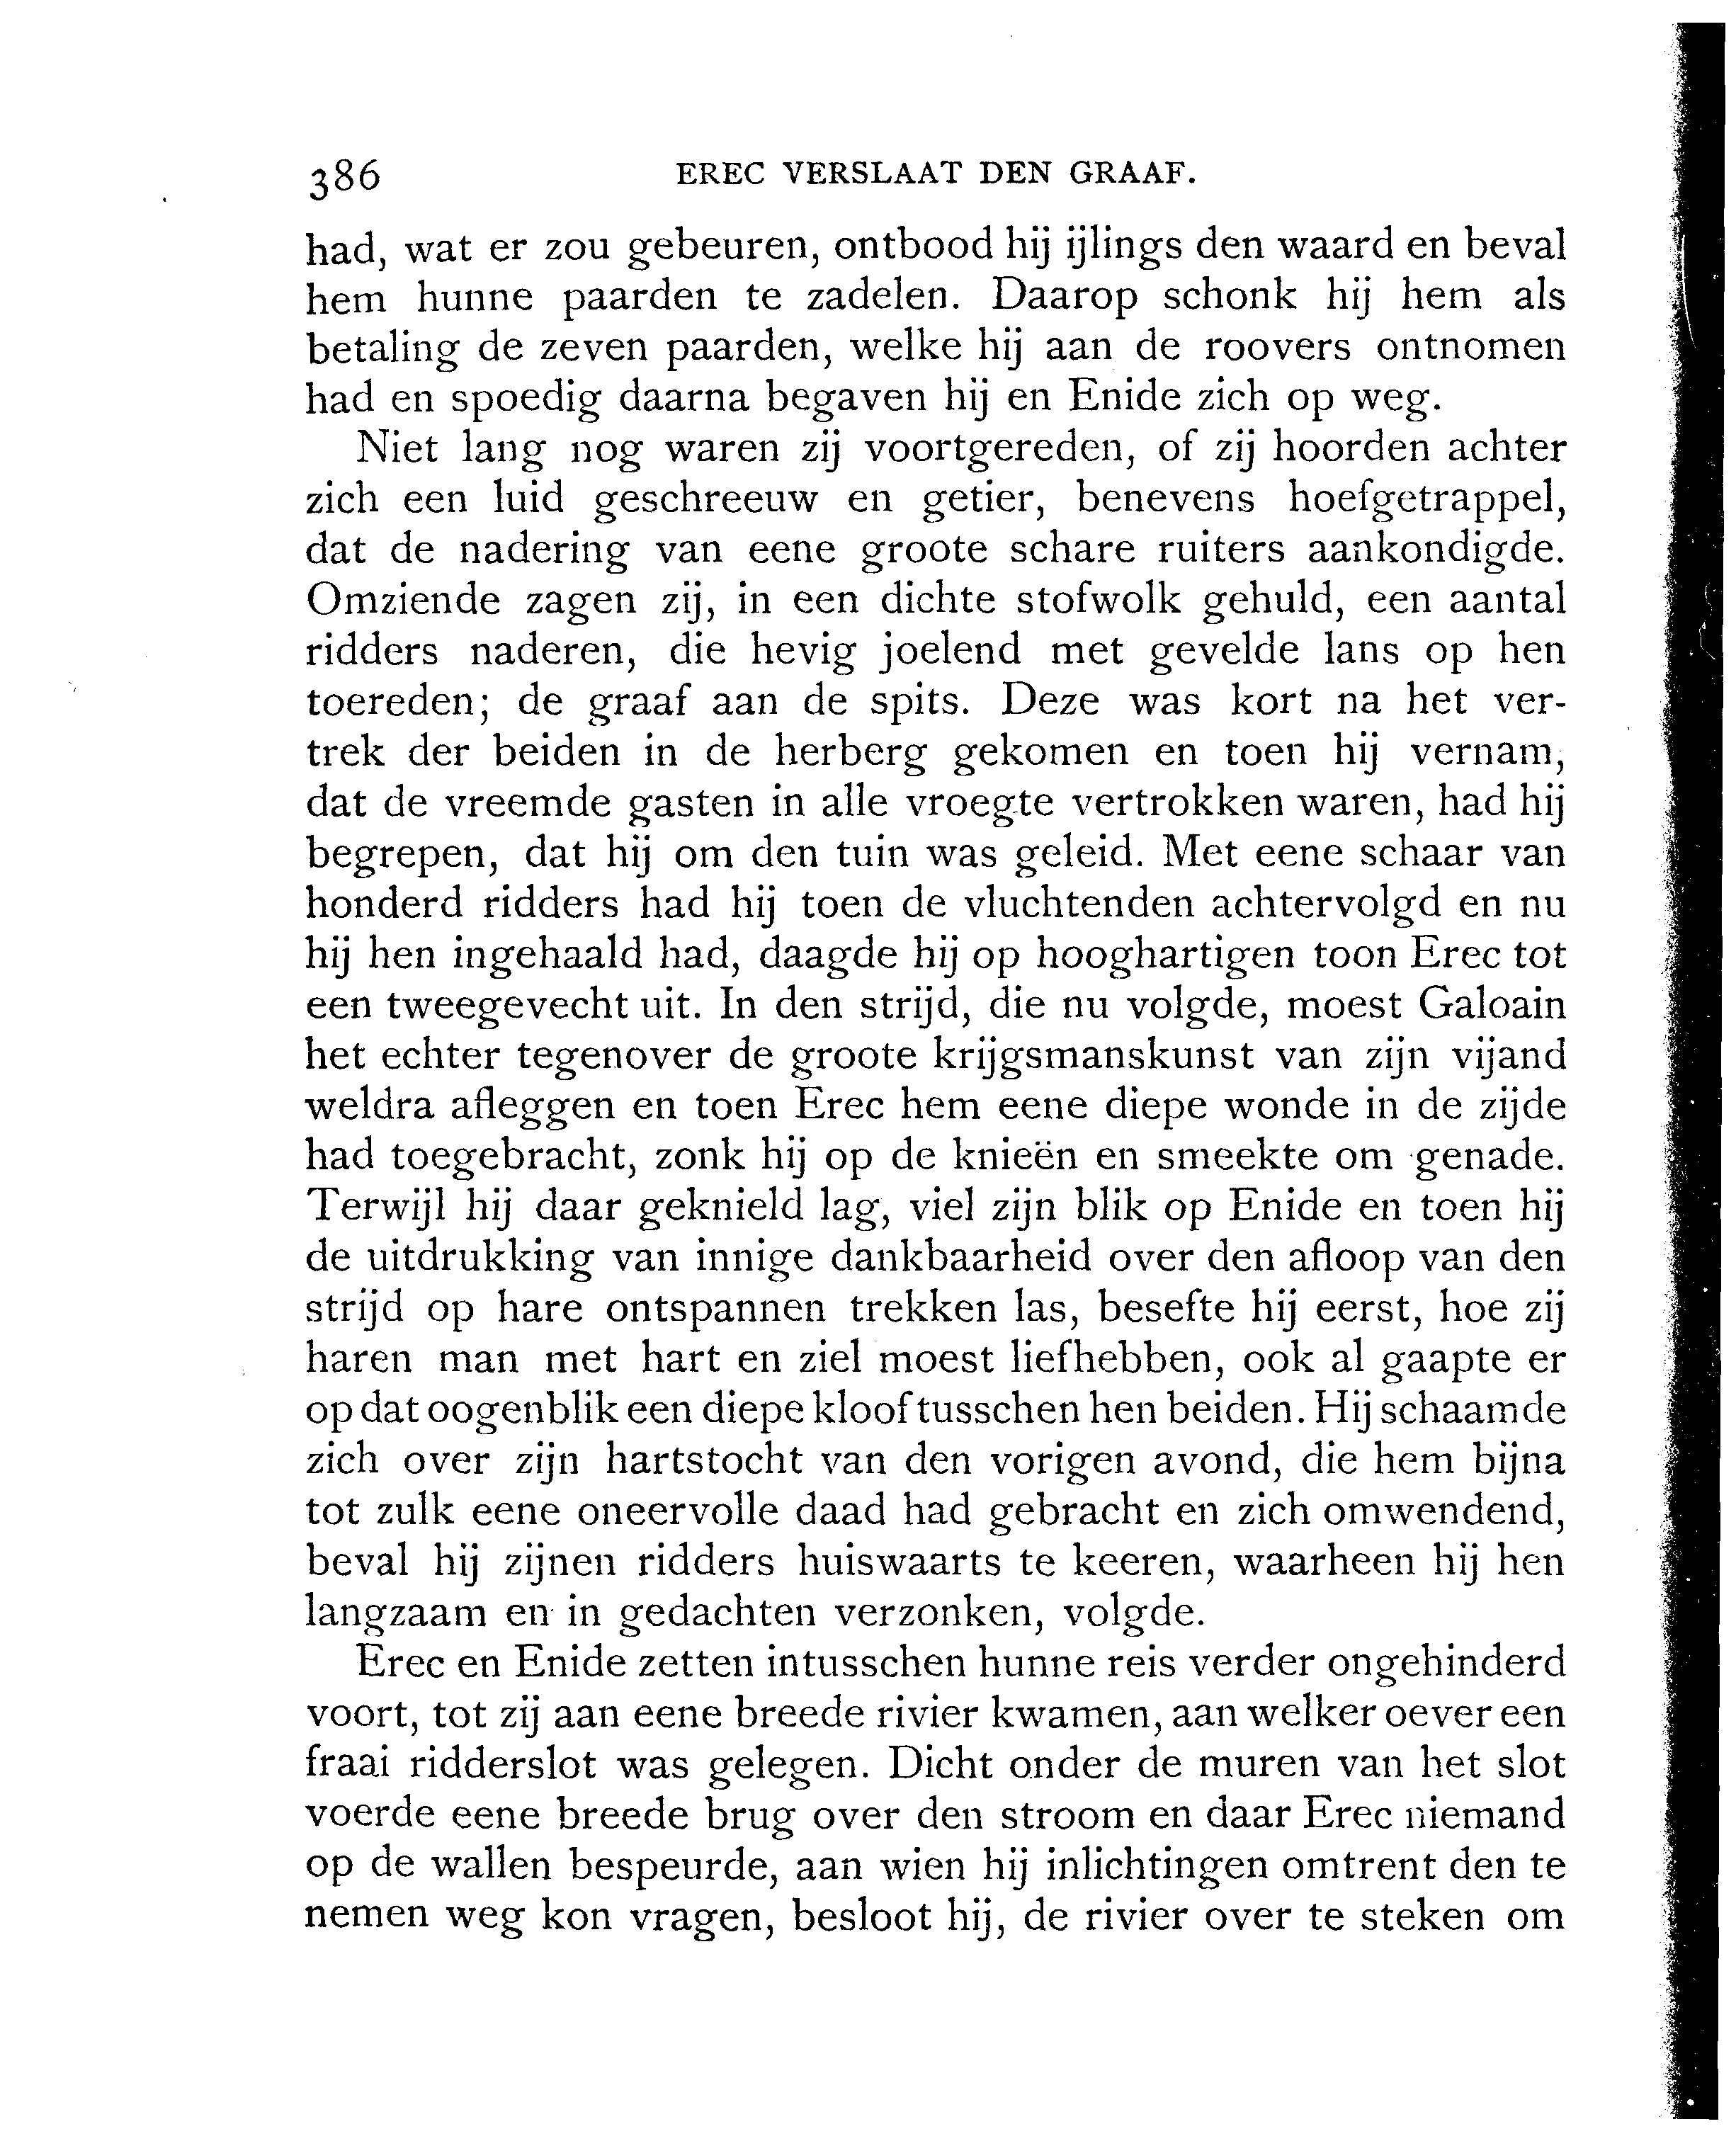 386 EREC VERSLAAT DEN GRAAF.
had, wat er zou gebeuren, ontbood hij ijlings den waard en beval
hem hunne paarden te zadelen. Daarop schonk hij hem als
betaling de zeven paarden, welke hij aan de roovers ontnomen
had en spoedig daarna begaven hij en Enide zich op weg.
Niet lang nog waren zij voortgereden, of zij hoorden achter
zich een luid geschreeuw en getier, benevens hoefgetrappel,
dat de nadering van eene groote schare ruiters aankondigde.
Omziende zagen zij, in een dichte stofwolk gehuld, een aantal
ridders naderen, die hevig joelend met gevelde lans op hen
toereden; de graaf aan de spits. Deze was kort na het ver-
trek der beiden in de herberg gekomen en toen hij vernam,
dat de vreemde gasten in alle vroegte vertrokken waren, had hij
begrepen, dat hij om den tuin was geleid. Met eene schaar van
honderd ridders had hij toen de vluchtenden achtervolgd en nu
hij hen ingehaald had, daagde hij op hooghartigen toon Erec tot
een tweegevecht uit. In den strijd, die nu volgde, moest Galoain
het echter tegenover de groote krijgsmanskunst van zijn vijand
weldra afleggen en toen Erec hem eene diepe wonde in de zijde
had toegebracht, zonk hij op de knieën en smeekte om genade.
Terwijl hij daar geknield lag, viel zijn blik op Enide en toen hij
de uitdrukking van innige dankbaarheid over den afloop van den
strijd op hare ontspannen trekken las, besefte hij eerst, hoe zij
haren man met hart en ziel moest liefhebben, ook al gaapte er
op dat oogenblik een diepe kloof tusschen hen beiden. Hij schaamde
zich over zijn hartstocht van den vorigen avond, die hem bijna
tot zulk eene oneervolle daad had gebracht en zich omwendend,
beval hij zijnen ridders huiswaarts te keeren, waarheen hij hen
langzaam en in gedachten verzonken, volgde.
Erec en Enide zetten intusschen hunne reis verder ongehinderd
voort, tot zij aan eene breede rivier kwamen, aan welker oever een
fraai ridderslot was gelegen. Dicht onder de muren van het slot
voerde eene breede brug over den stroom en daar Erec niemand
op de wallen bespeurde, aan wien hij inlichtingen omtrent den te
nemen weg kon vragen, besloot hij, de rivier over te steken om